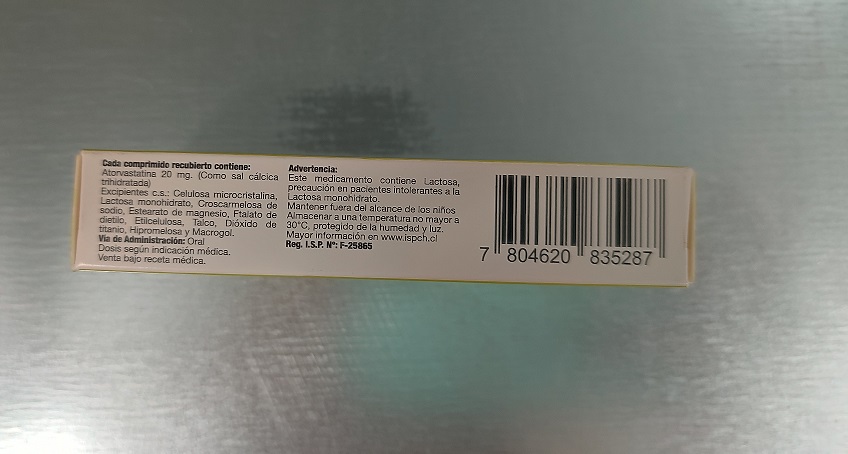 Cada comprimido recubierto contiene:
Atorvastatina 20 mg. (Como sal cálcica
trihidratada)
Excipientes c.s.: Celulosa microcristalina,
Lactosa monohidrato, Croscarmelosa de
sodio, Estearato de magnesio, Ftalato de
dietilo, Etilcelulosa, Talco, Dióxido de
titanio, Hipromelosa y Macrogol.
Vía de Administración: Oral
Dosis según indicación médica.
Venta bajo receta médica.
Advertencia:
Este medicamento contiene Lactosa,
precaución en pacientes intolerantes a la
Lactosa monohidrato.
Mantener fuera del alcance de los niños
Almacenar a una temperatura no mayor a
30°C, protegido de la humedad y luz.
Mayor información en www.ispch.cl
Reg. I.S.P. Nº: F-25865
7 804620 835287